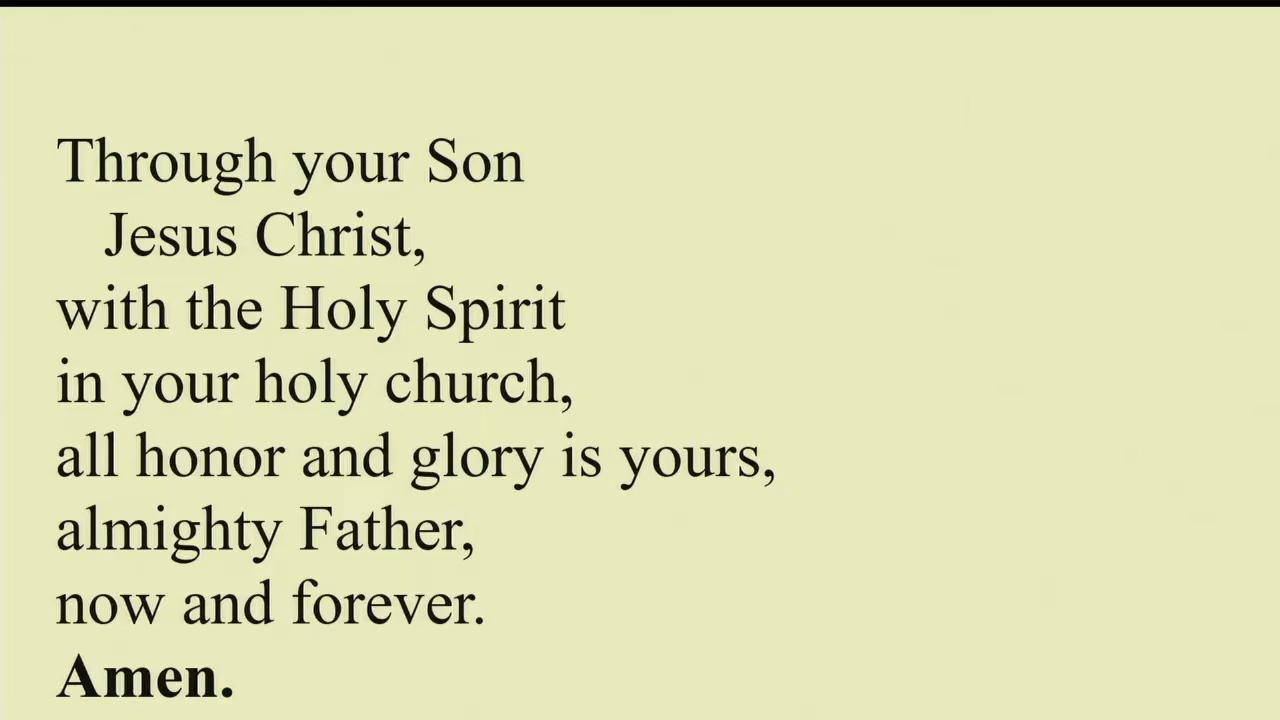 Through your Son
Jesus Christ,
with the Holy Spirit
in your holy church,
all honor and glory is yours,
almighty Father,
now and forever.
Amen.